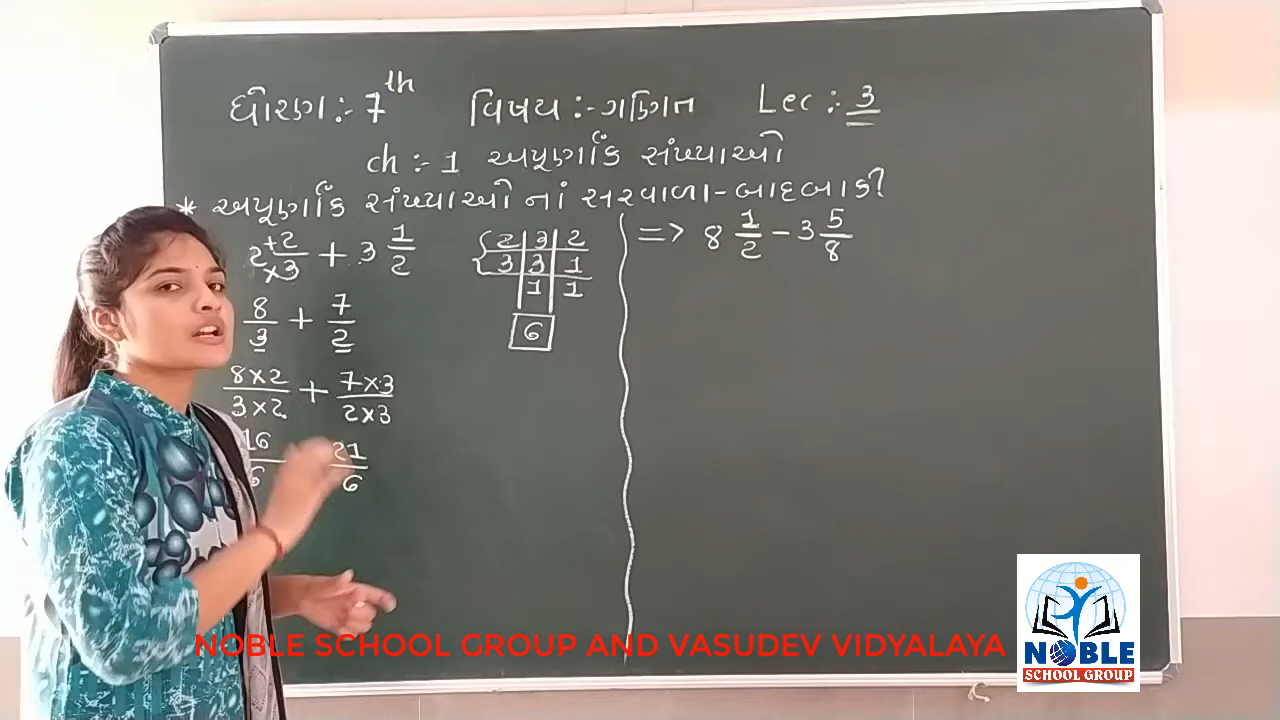 ધોરણ :- 7th વિષય :- ગણિત Lec :- 3
ch :- 1 અપૂર્ણાંક સંખ્યાઓ
* અપૂર્ણાંક સંખ્યાઓ નાં સરવાળા - બાદબાકી
2 +2/×3 + 3 1/2
8/3 + 7/2
8×2/3×2 + 7×3/2×3
16/6 21/6
2 3 2
3 3 1
1 1
6
=> 8 1/2 - 3 5/8
NOBLE SCHOOL GROUP AND VASUDEV VIDYALAYA
NOBLE
SCHOOL GROUP